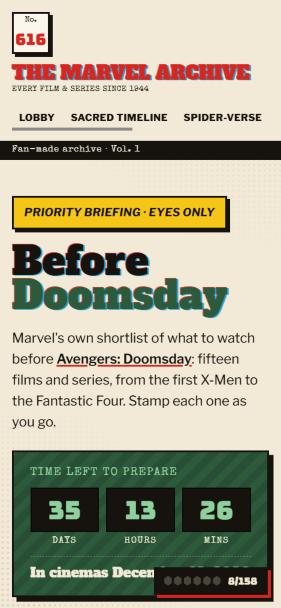 No.
616
THE MARVEL ARCHIVE
EVERY FILM & SERIES SINCE 1944
LOBBY SACRED TIMELINE SPIDER-VERSE
Fan-made archive · Vol. 1
PRIORITY BRIEFING · EYES ONLY
Before
Doomsday
Marvel's own shortlist of what to watch
before Avengers: Doomsday: fifteen
films and series, from the first X-Men to
the Fantastic Four. Stamp each one as
you go.
TIME LEFT TO PREPARE
35 13 26
DAYS HOURS MINS
In cinemas
8/158